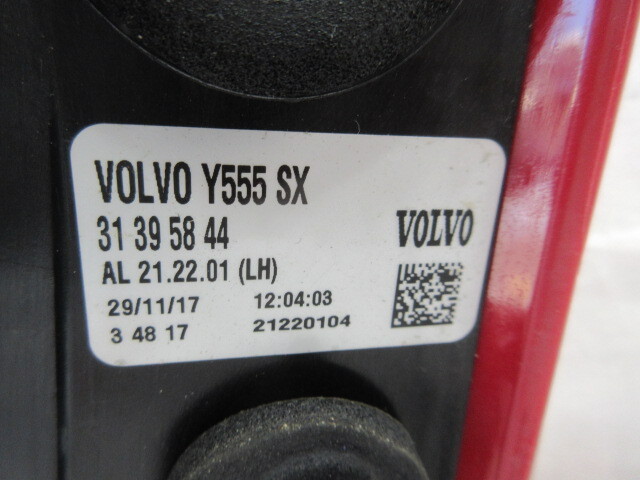 VOLVO Y555 SX
31 39 58 44
VOLVO
AL 21.22.01 (LH)
29/11/17 12:04:03
3 48 17 21220104